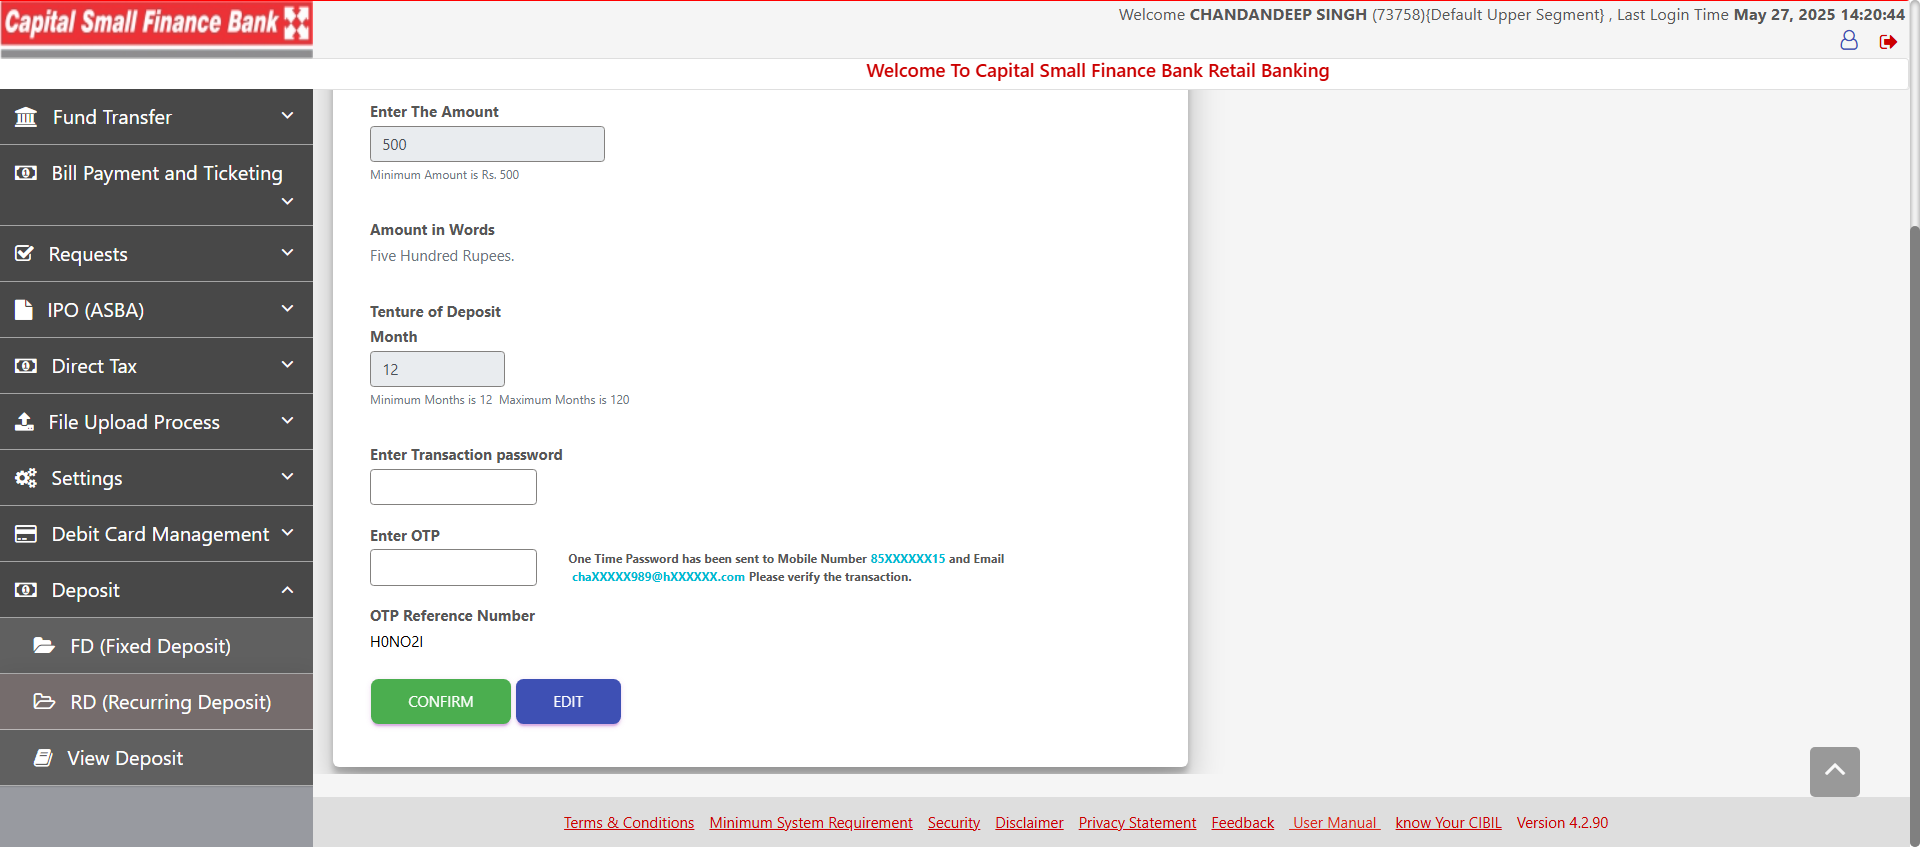 Capital Small Finance Bank
Welcome CHANDANDEEP SINGH (73758){Default Upper Segment} , Last Login Time May 27, 2025 14:20:44
Welcome To Capital Small Finance Bank Retail Banking
Fund Transfer
Bill Payment and Ticketing
Requests
IPO (ASBA)
Direct Tax
File Upload Process
Settings
Debit Card Management
Deposit
FD (Fixed Deposit)
RD (Recurring Deposit)
View Deposit
Enter The Amount
500
Minimum Amount is Rs. 500
Amount in Words
Five Hundred Rupees.
Tenture of Deposit
Month
12
Minimum Months is 12 Maximum Months is 120
Enter Transaction password
Enter OTP
One Time Password has been sent to Mobile Number 85XXXXXX15 and Email
chaXXXXX989@hXXXXXX.com Please verify the transaction.
OTP Reference Number
H0NO2I
CONFIRM EDIT
Terms & Conditions Minimum System Requirement Security Disclaimer Privacy Statement Feedback User Manual know Your CIBIL Version 4.2.90